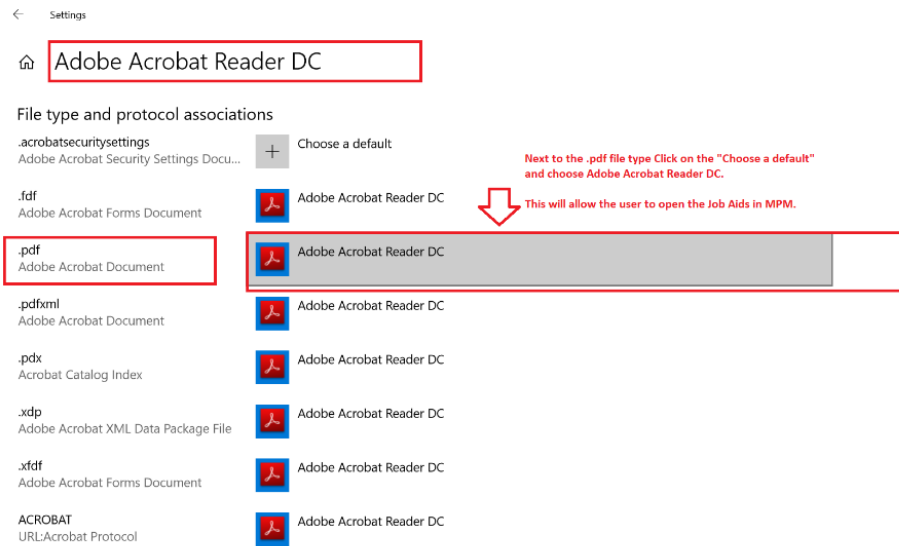 Settings
Adobe Acrobat Reader DC
File type and protocol associations
.acrobatsecuritysettings
Adobe Acrobat Security Settings Docu...
Choose a default
Next to the .pdf file type Click on the "Choose a default"
and choose Adobe Acrobat Reader DC.
This will allow the user to open the Job Aids in MPM.
.fdf
Adobe Acrobat Forms Document
Adobe Acrobat Reader DC
.pdf
Adobe Acrobat Document
Adobe Acrobat Reader DC
.pdfxml
Adobe Acrobat Document
Adobe Acrobat Reader DC
.pdx
Acrobat Catalog Index
Adobe Acrobat Reader DC
.xdp
Adobe Acrobat XML Data Package File
Adobe Acrobat Reader DC
.xfdf
Adobe Acrobat Forms Document
Adobe Acrobat Reader DC
ACROBAT
URL:Acrobat Protocol
Adobe Acrobat Reader DC